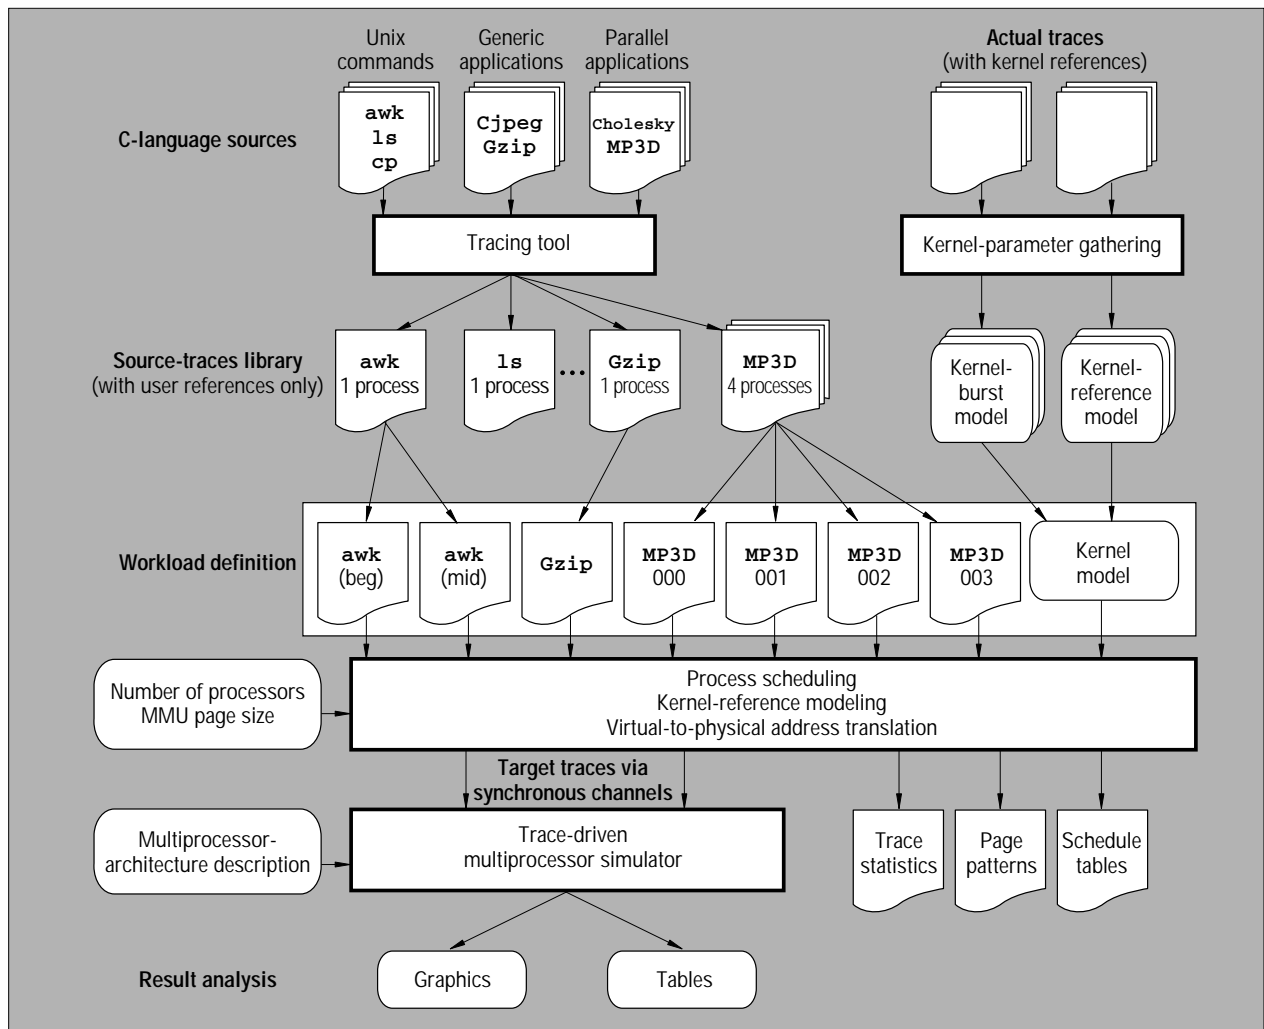 Unix
commands
Generic
applications
Parallel
applications
Actual traces
(with kernel references)
C-language sources
awk
ls
cp
Cjpeg
Gzip
Cholesky
MP3D
Tracing tool
Kernel-parameter gathering
Source-traces library
(with user references only)
awk
1 process
ls
1 process
...
Gzip
1 process
MP3D
4 processes
Kernel-
burst
model
Kernel-
reference
model
Workload definition
awk
(beg)
awk
(mid)
Gzip
MP3D
000
MP3D
001
MP3D
002
MP3D
003
Kernel
model
Number of processors
MMU page size
Process scheduling
Kernel-reference modeling
Virtual-to-physical address translation
Target traces via
synchronous channels
Multiprocessor-
architecture description
Trace-driven
multiprocessor simulator
Trace
statistics
Page
patterns
Schedule
tables
Result analysis
Graphics
Tables